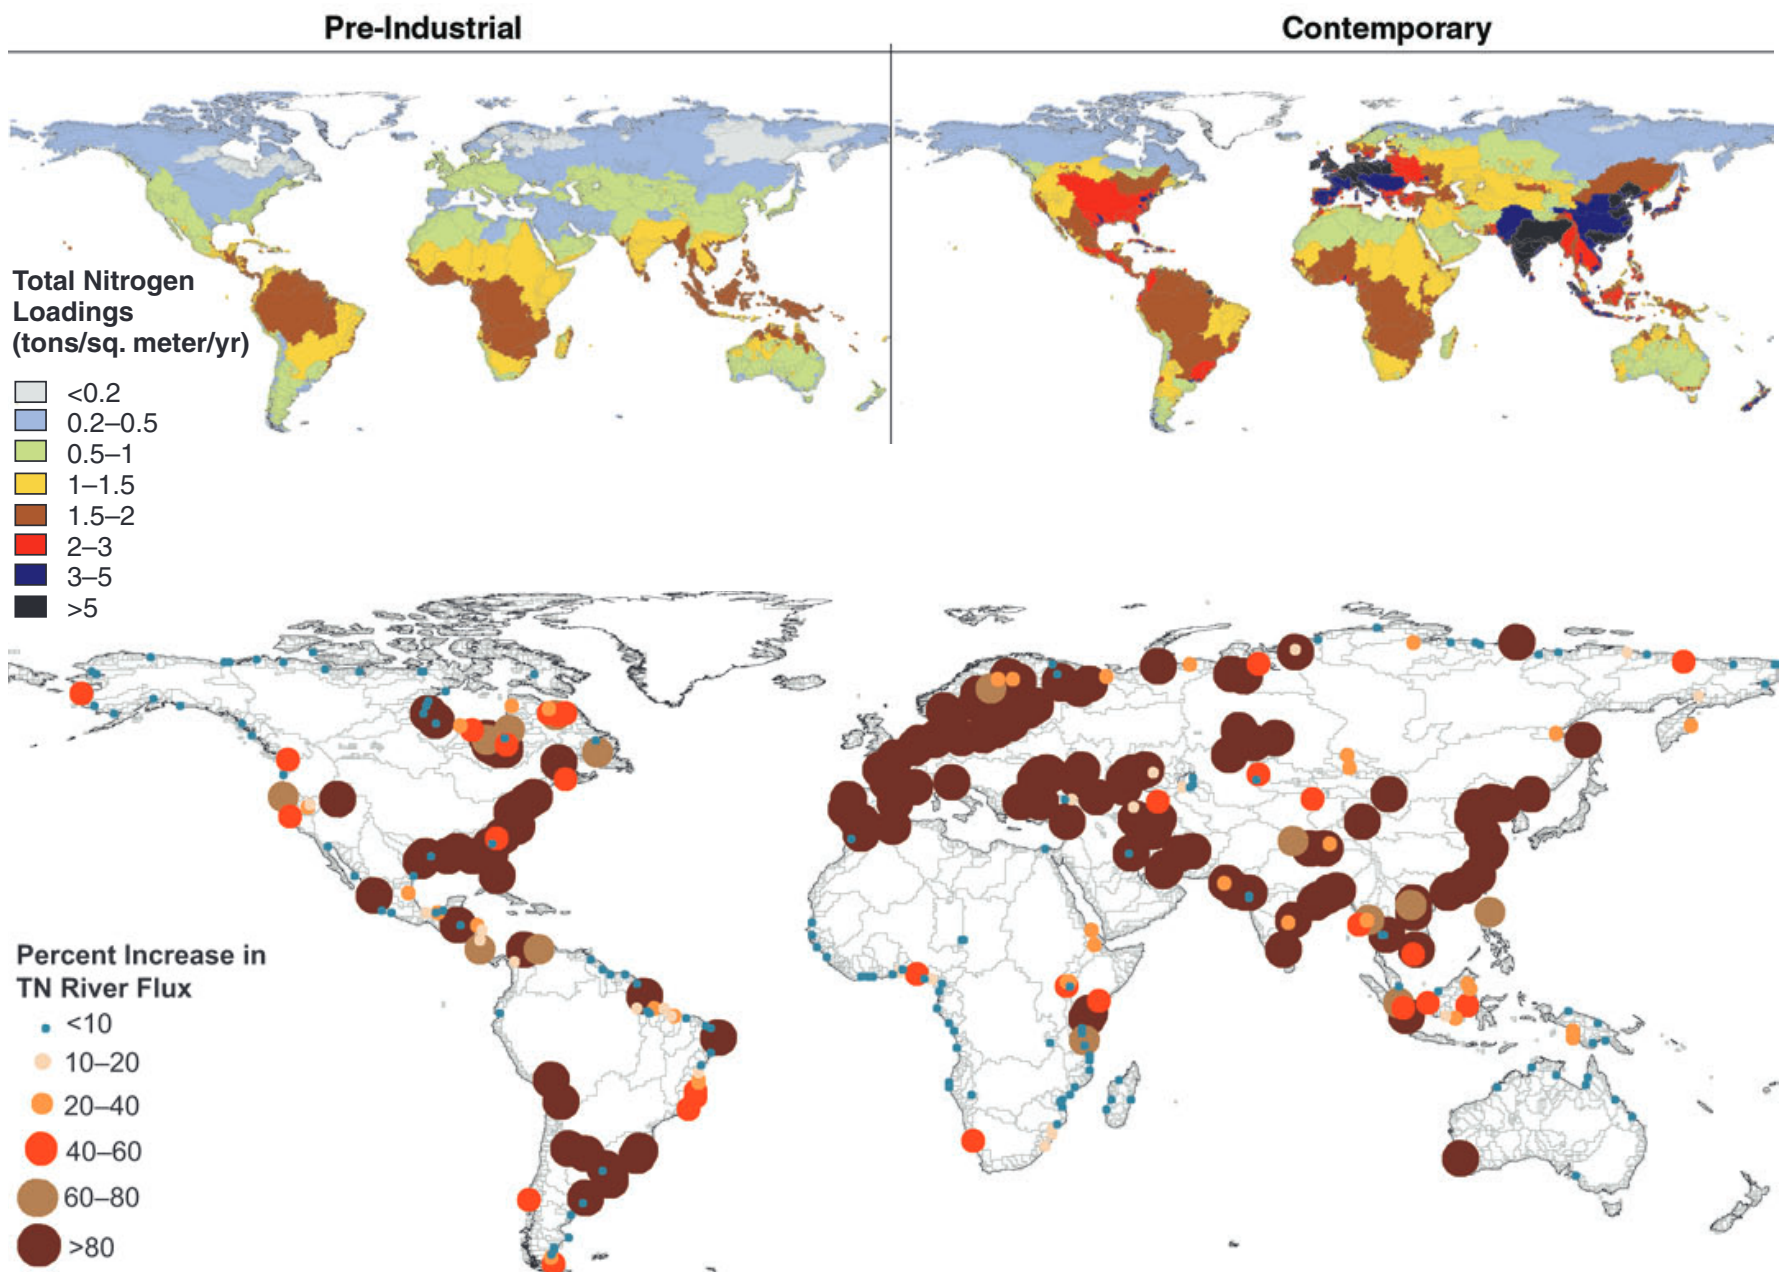 Pre-Industrial
Contemporary
Total Nitrogen
Loadings
(tons/sq. meter/yr)
<0.2
0.2–0.5
0.5–1
1–1.5
1.5–2
2–3
3–5
>5
Percent Increase in
TN River Flux
<10
10–20
20–40
40–60
60–80
>80